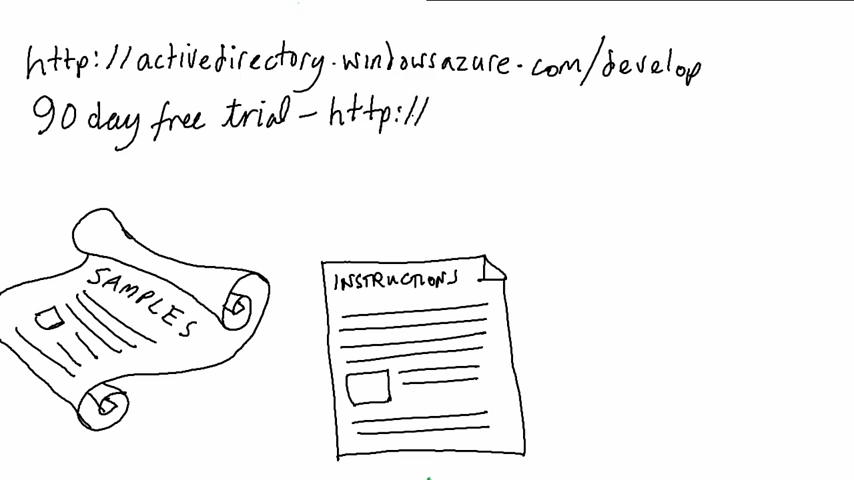 http://activedirectory.windowsazure.com/develop
90 day free trial – http://
SAMPLES
INSTRUCTIONS